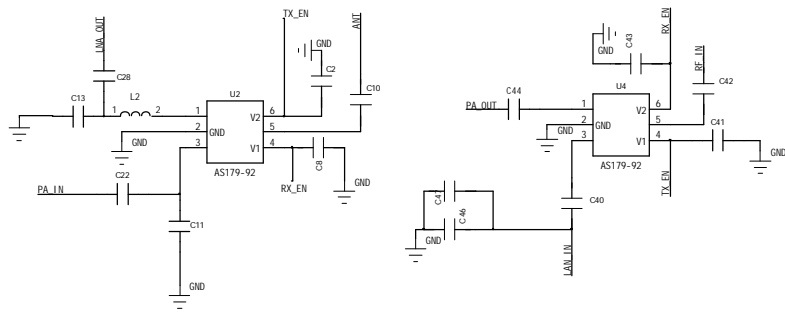 LNA_OUT
TX_EN
GND
ANT
C28
C2
C10
C13
L2
1
2
U2
1
2
3
GND
V2
V1
6
5
4
AS179-92
GND
C8
GND
RX_EN
PA_IN
C22
C11
GND
RX_EN
GND
C43
RF_IN
C42
PA_OUT
C44
U4
1
2
3
GND
V2
V1
6
5
4
AS179-92
GND
C41
GND
TX_EN
C46
GND
C40
LAN_IN